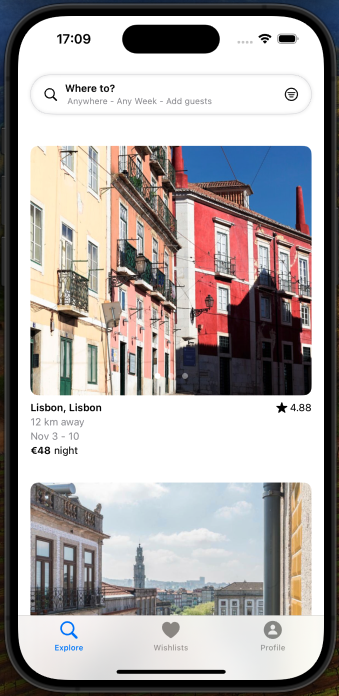 17:09
Where to?
Anywhere - Any Week - Add guests
Lisbon, Lisbon
4.88
12 km away
Nov 3 - 10
€48 night
Explore
Wishlists
Profile